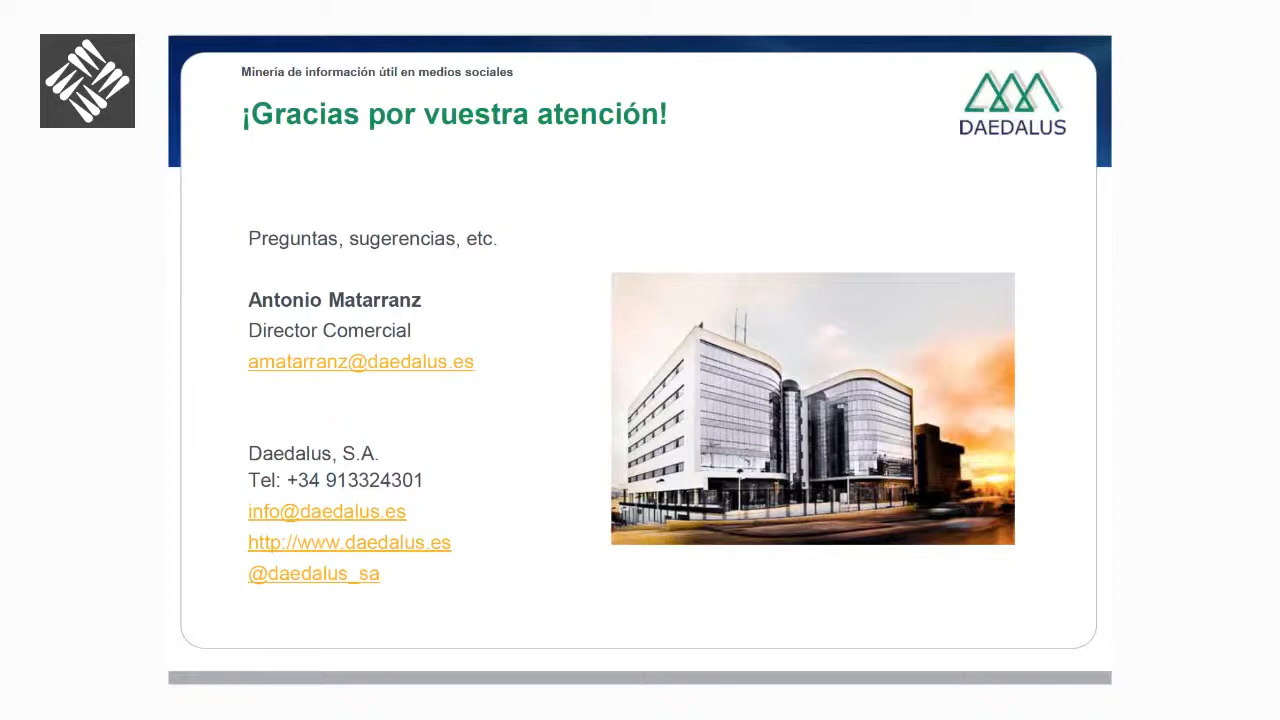 Minería de información útil en medios sociales
¡Gracias por vuestra atención!
DAEDALUS
Preguntas, sugerencias, etc.
Antonio Matarranz
Director Comercial
amatarranz@daedalus.es
Daedalus, S.A.
Tel: +34 913324301
info@daedalus.es
http://www.daedalus.es
@daedalus_sa